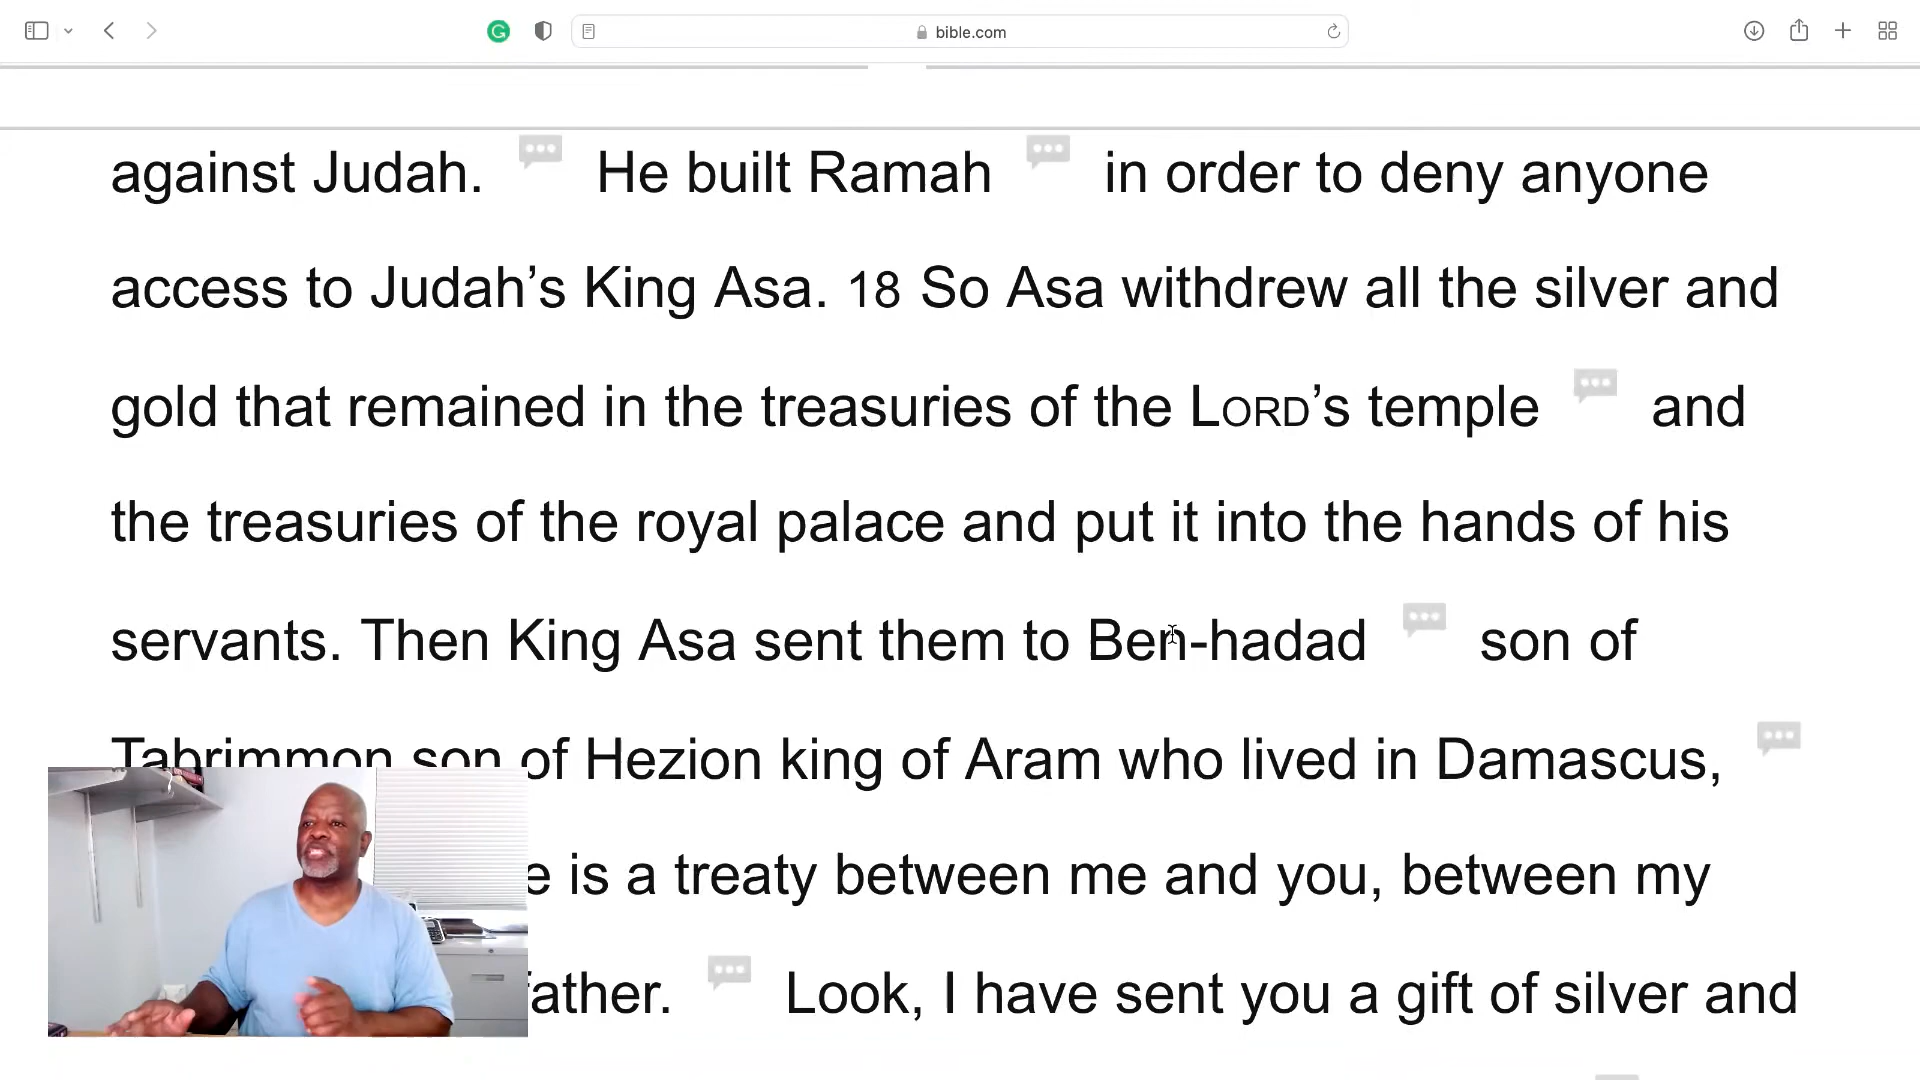 bible.com
against Judah. He built Ramah in order to deny anyone
access to Judah’s King Asa. 18 So Asa withdrew all the silver and
gold that remained in the treasuries of the LORD’s temple and
the treasuries of the royal palace and put it into the hands of his
servants. Then King Asa sent them to Ben-hadad son of
Tabrimmon son of Hezion king of Aram who lived in Damascus,
is a treaty between me and you, between my
father. Look, I have sent you a gift of silver and